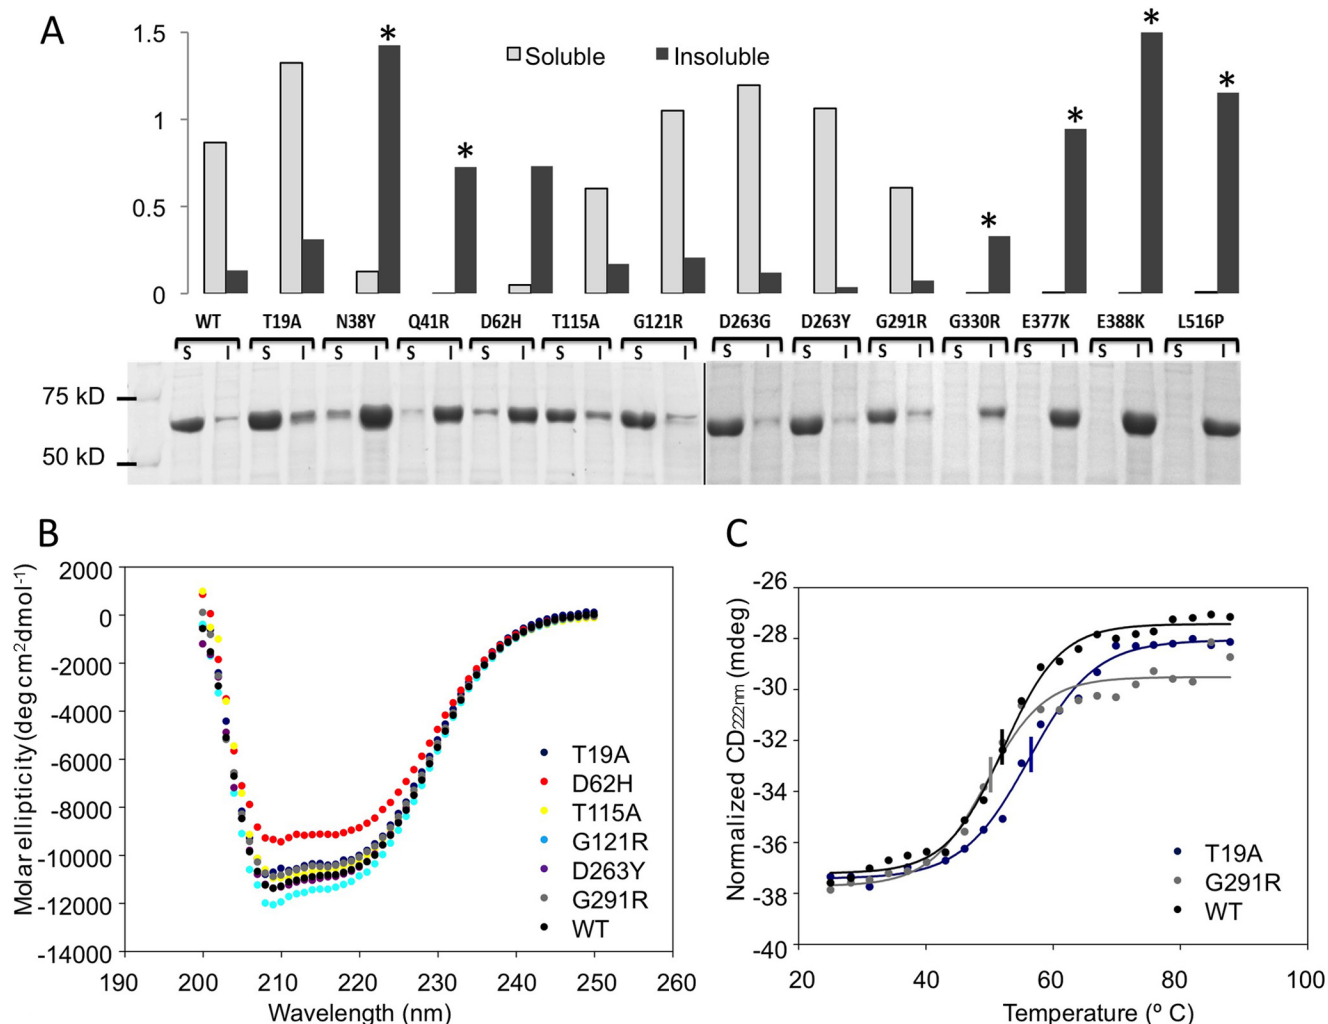 A
1.5
1
0.5
0
Soluble
Insoluble
*
*
*
*
*
*
WT T19A N38Y Q41R D62H T115A G121R D263G D263Y G291R G330R E377K E388K L516P
S I S I S I S I S I S I S I S I S I S I S I S I S I S I
75 kD
50 kD
B
Molar ellipticity (deg cm2 dmol-1)
2000
0
-2000
-4000
-6000
-8000
-10000
-12000
-14000
190 200 210 220 230 240 250 260
Wavelength (nm)
T19A
D62H
T115A
G121R
D263Y
G291R
WT
C
Normalized CD222nm (mdeg)
-26
-28
-30
-32
-34
-36
-38
-40
20 40 60 80 100
Temperature (º C)
T19A
G291R
WT